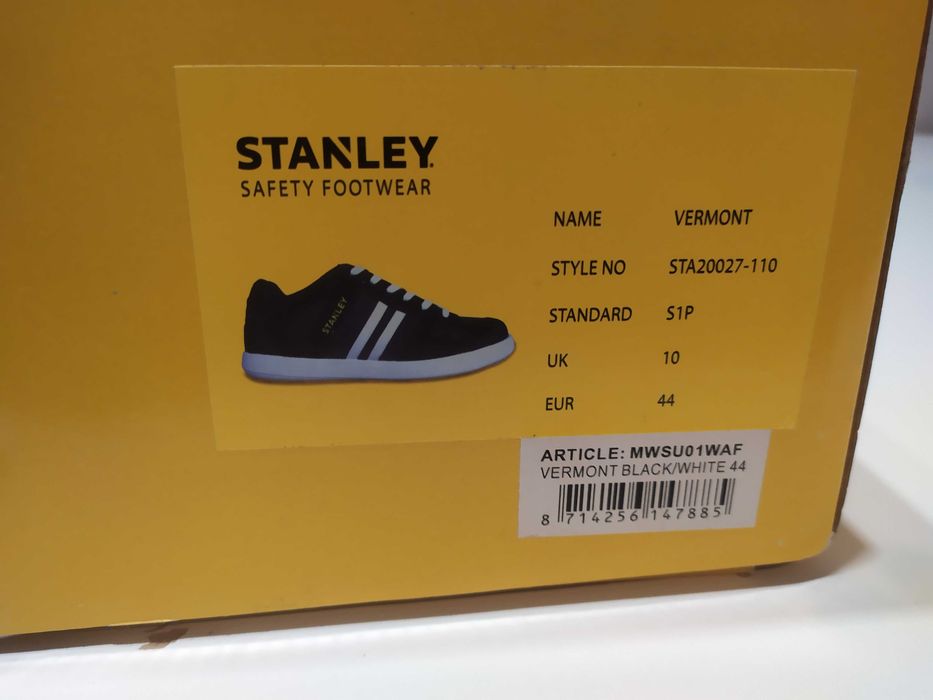 STANLEY.
SAFETY FOOTWEAR
STANLEY
NAME VERMONT
STYLE NO STA20027-110
STANDARD S1P
UK 10
EUR 44
ARTICLE: MWSU01WAF
VERMONT BLACK/WHITE 44
8 714256 147885